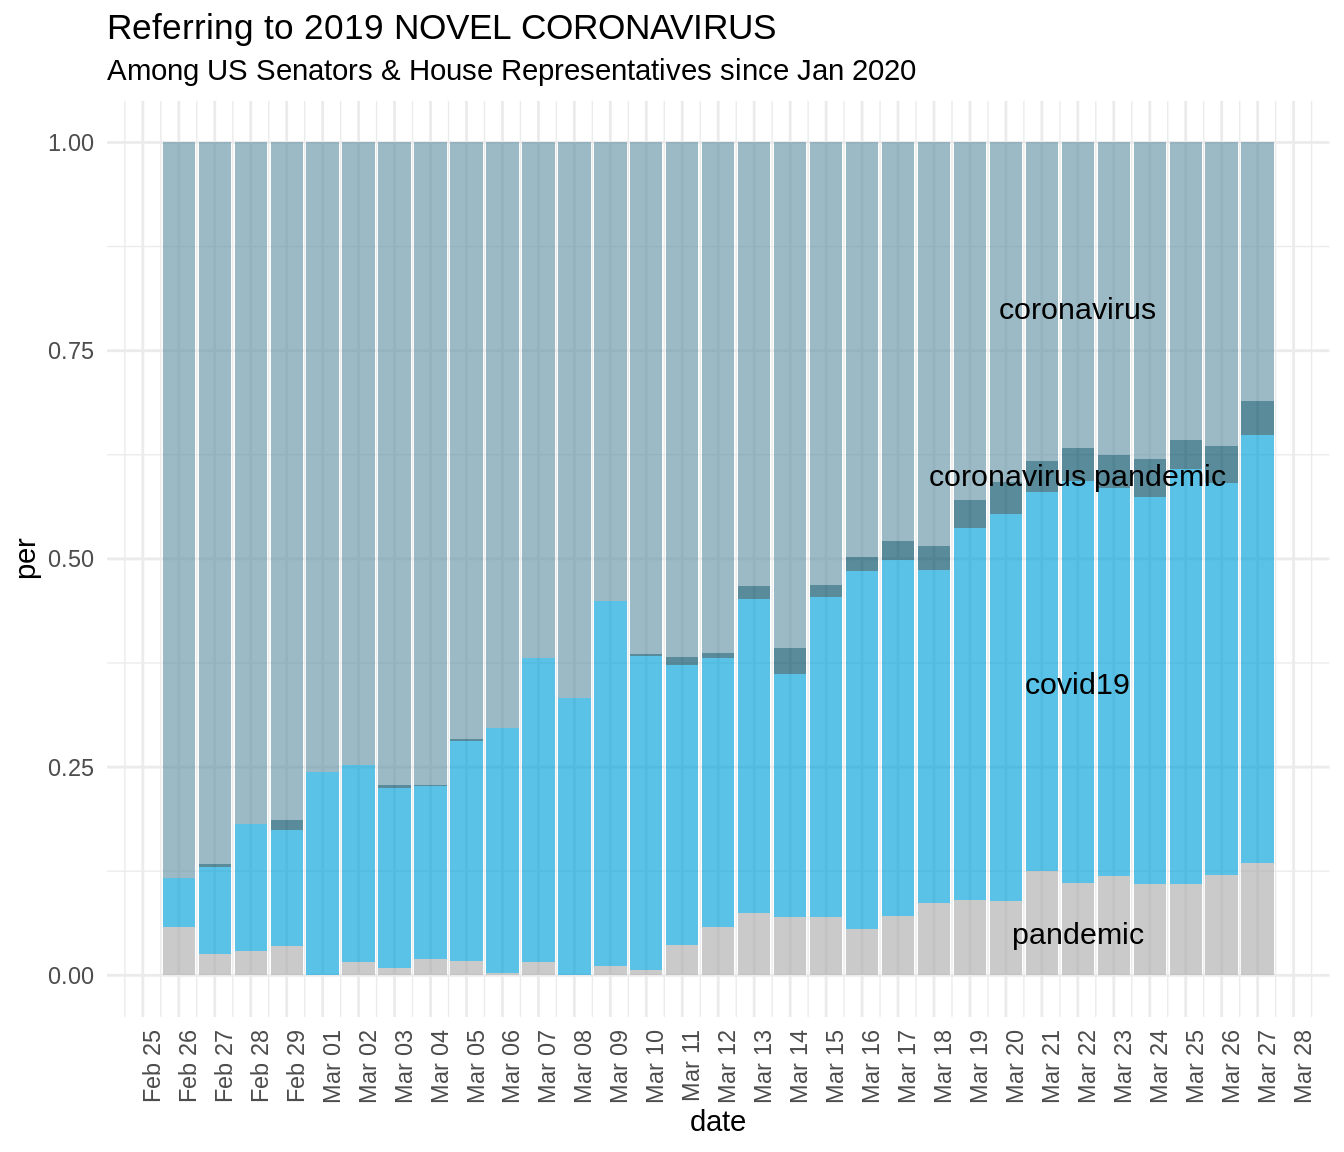 Referring to 2019 NOVEL CORONAVIRUS
Among US Senators & House Representatives since Jan 2020
1.00
0.75
0.50
0.25
0.00
per
coronavirus
coronavirus pandemic
covid19
pandemic
Feb 25
Feb 26
Feb 27
Feb 28
Feb 29
Mar 01
Mar 02
Mar 03
Mar 04
Mar 05
Mar 06
Mar 07
Mar 08
Mar 09
Mar 10
Mar 11
Mar 12
Mar 13
Mar 14
Mar 15
Mar 16
Mar 17
Mar 18
Mar 19
Mar 20
Mar 21
Mar 22
Mar 23
Mar 24
Mar 25
Mar 26
Mar 27
Mar 28
date